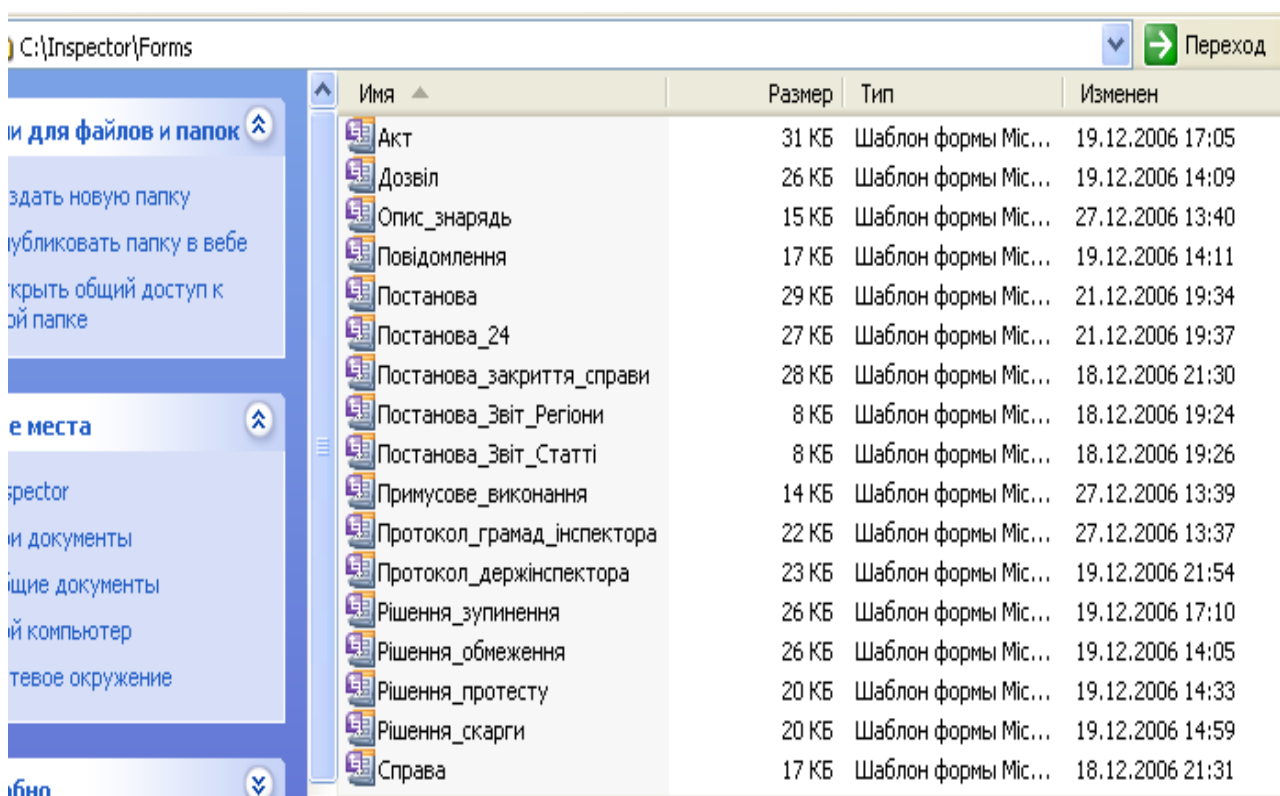 C:\Inspector\Forms Переход
Имя Размер Тип Изменен
и для файлов и папок
здать новую папку
убликовать папку в вебе
крыть общий доступ к
ой папке
е места
spector
и документы
щие документы
й компьютер
тевое окружение
обно
Акт 31 КБ Шаблон формы Mic... 19.12.2006 17:05
Дозвіл 26 КБ Шаблон формы Mic... 19.12.2006 14:09
Опис_знарядь 15 КБ Шаблон формы Mic... 27.12.2006 13:40
Повідомлення 17 КБ Шаблон формы Mic... 19.12.2006 14:11
Постанова 29 КБ Шаблон формы Mic... 21.12.2006 19:34
Постанова_24 27 КБ Шаблон формы Mic... 21.12.2006 19:37
Постанова_закриття_справи 28 КБ Шаблон формы Mic... 18.12.2006 21:30
Постанова_Звіт_Регіони 8 КБ Шаблон формы Mic... 18.12.2006 19:24
Постанова_Звіт_Статті 8 КБ Шаблон формы Mic... 18.12.2006 19:26
Примусове_виконання 14 КБ Шаблон формы Mic... 27.12.2006 13:39
Протокол_грамад_інспектора 22 КБ Шаблон формы Mic... 27.12.2006 13:37
Протокол_держінспектора 23 КБ Шаблон формы Mic... 19.12.2006 21:54
Рішення_зупинення 26 КБ Шаблон формы Mic... 19.12.2006 17:10
Рішення_обмеження 26 КБ Шаблон формы Mic... 19.12.2006 14:05
Рішення_протесту 20 КБ Шаблон формы Mic... 19.12.2006 14:33
Рішення_скарги 20 КБ Шаблон формы Mic... 19.12.2006 14:59
Справа 17 КБ Шаблон формы Mic... 18.12.2006 21:31